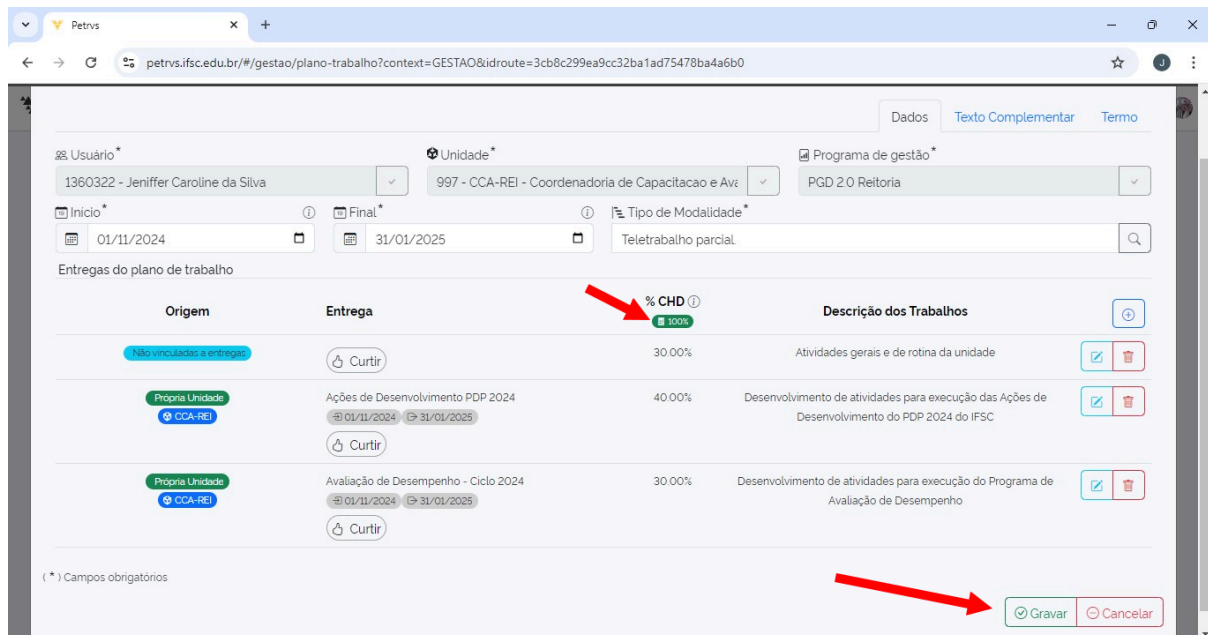 Petrvs
petrvs.ifsc.edu.br/#/gestao/plano-trabalho?context=GESTAO&idroute=3cb8c299ea9cc32ba1ad75478ba4a6b0
J
Dados Texto Complementar Termo
Usuário* Unidade* Programa de gestão*
1360322 - Jeniffer Caroline da Silva 997 - CCA-REI - Coordenadoria de Capacitacao e Ava PGD 2.0 Reitoria
Início* Final* Tipo de Modalidade*
01/11/2024 31/01/2025 Teletrabalho parcial.
Entregas do plano de trabalho
Origem Entrega % CHD Descrição dos Trabalhos
100%
Não vinculadas a entregas Curtir 30.00% Atividades gerais e de rotina da unidade
Própria Unidade Ações de Desenvolvimento PDP 2024 40.00% Desenvolvimento de atividades para execução das Ações de
CCA-REI 01/11/2024 31/01/2025 Desenvolvimento do PDP 2024 do IFSC
Curtir
Própria Unidade Avaliação de Desempenho - Ciclo 2024 30.00% Desenvolvimento de atividades para execução do Programa de
CCA-REI 01/11/2024 31/01/2025 Avaliação de Desempenho
Curtir
( * ) Campos obrigatórios
Gravar Cancelar